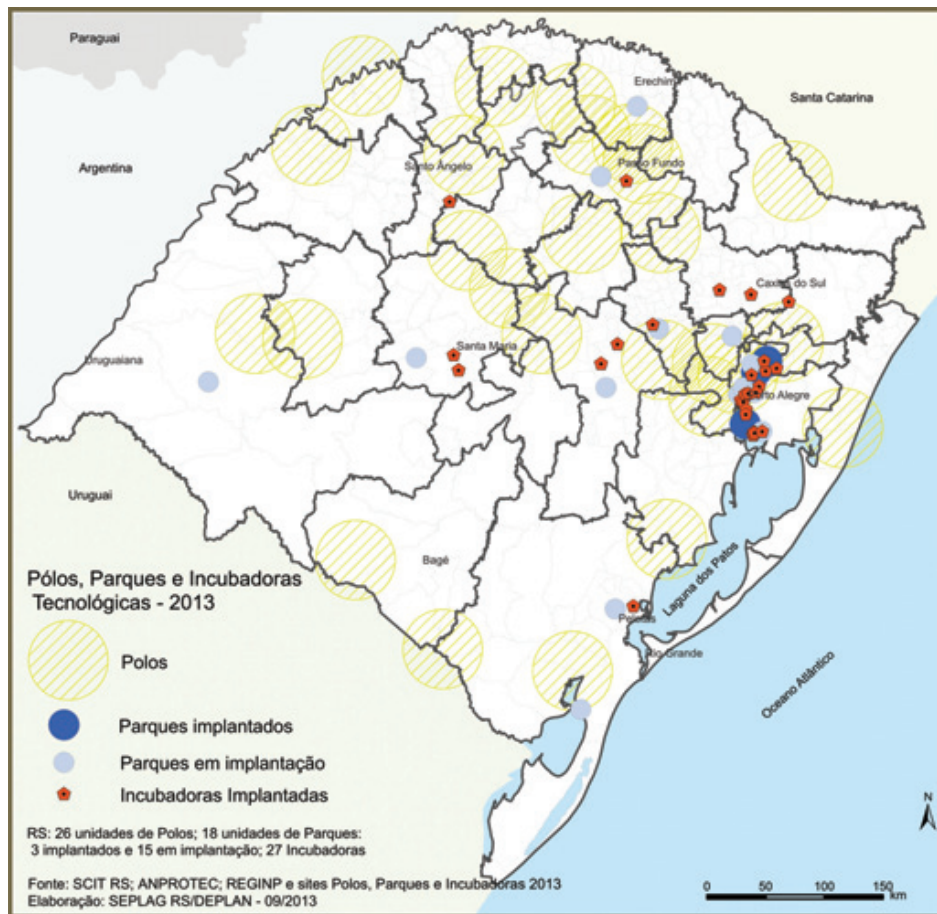 Paraguai
Erechim
Santa Catarina
Argentina
Santo Ângelo
Passo Fundo
Caxias do Sul
Santa Maria
Uruguaiana
Porto Alegre
Uruguai
Bagé
Laguna dos Patos
Pelotas
Rio Grande
Oceano Atlântico
Pólos, Parques e Incubadoras
Tecnológicas - 2013
Polos
Parques implantados
Parques em implantação
Incubadoras Implantadas
RS: 26 unidades de Polos; 18 unidades de Parques:
3 implantados e 15 em implantação; 27 Incubadoras
Fonte: SCIT RS; ANPROTEC; REGINP e sites Polos, Parques e Incubadoras 2013
Elaboração: SEPLAG RS/DEPLAN - 09/2013
N
0 50 100 150
km